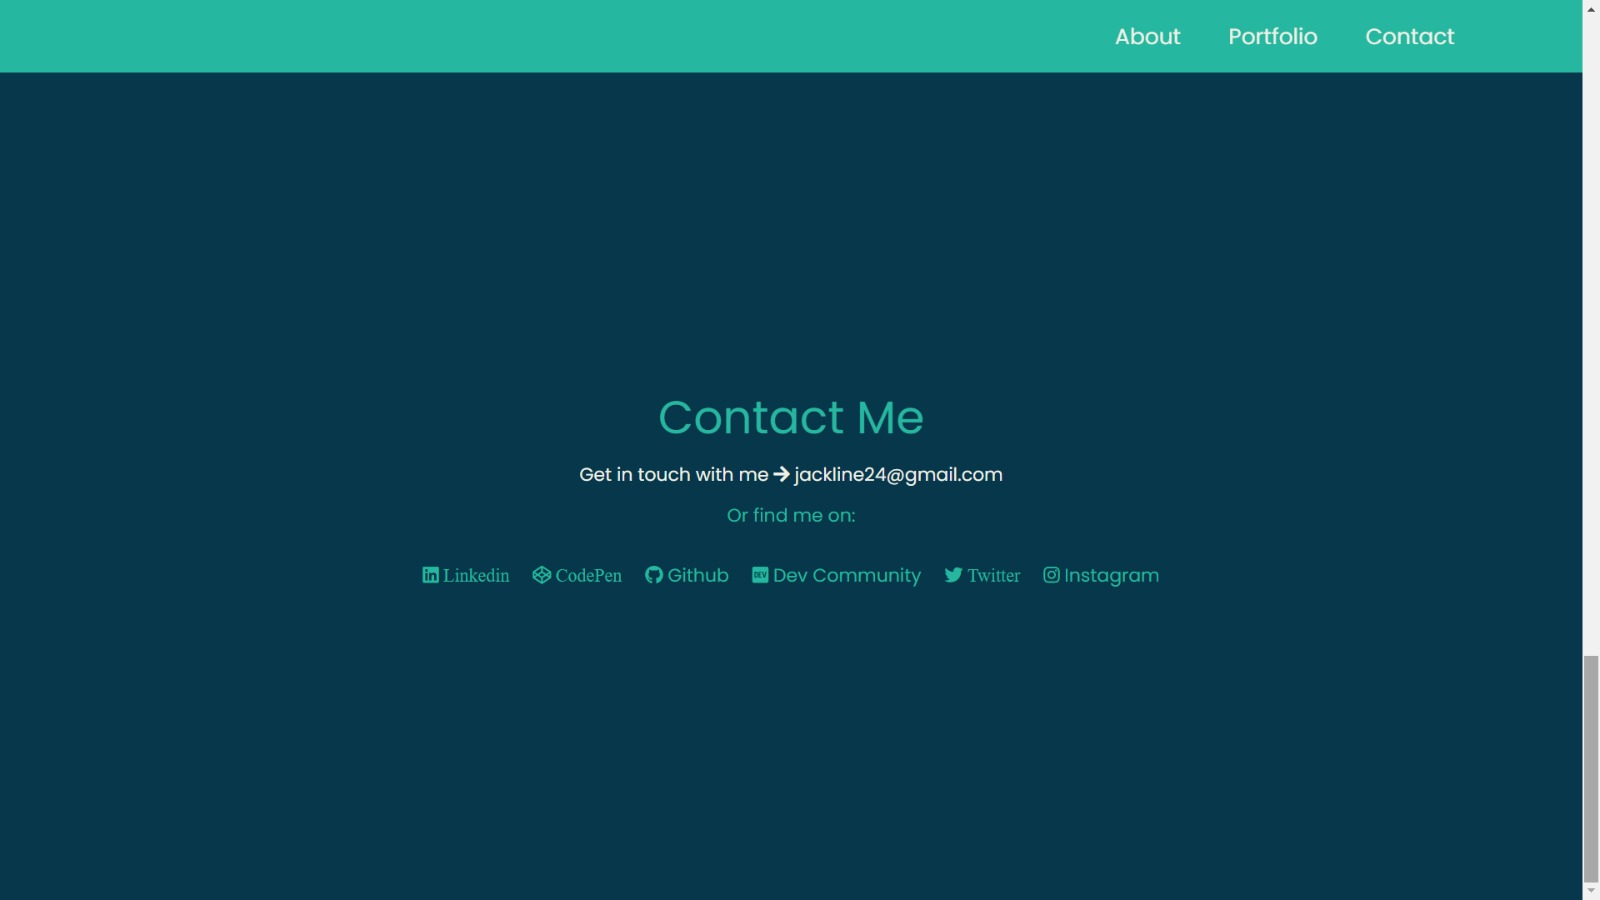 About Portfolio Contact
Contact Me
Get in touch with me → jackline24@gmail.com
Or find me on:
Linkedin CodePen Github DEV Dev Community Twitter Instagram